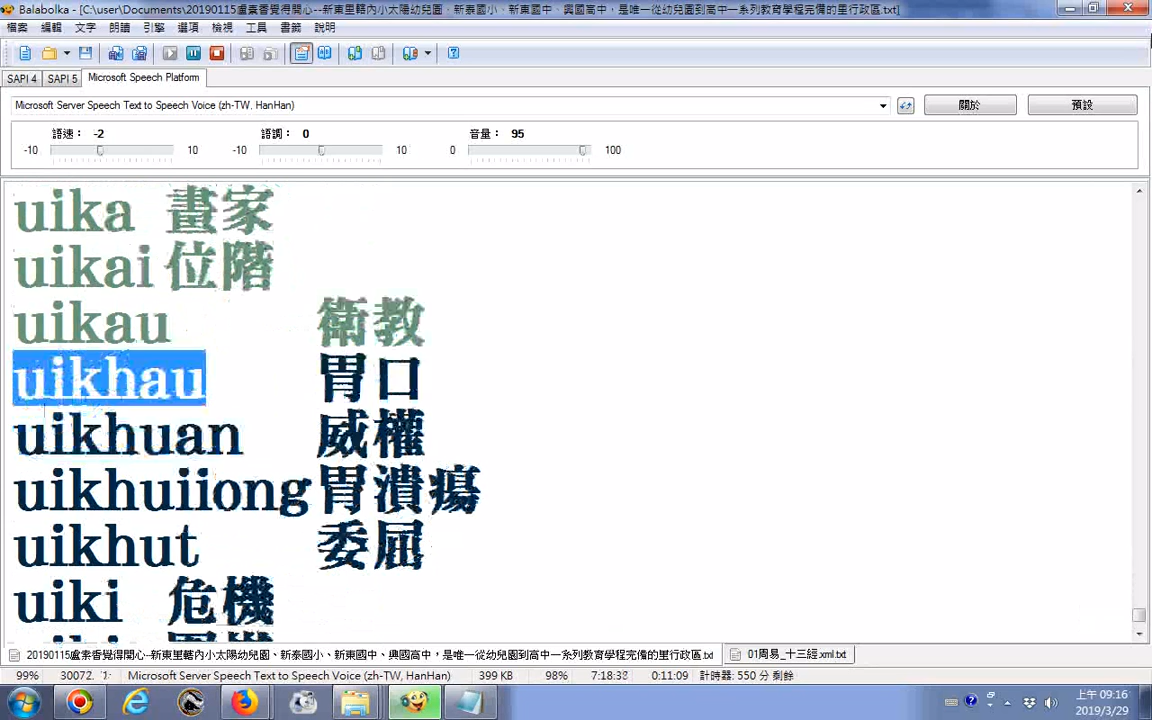 Balabolka - [C:\user\Documents\20190115盧素香覺得開心--新東里轄內小太陽幼兒園、新泰國小、新東國中、興國高中，是唯一從幼兒園到高中一系列教育學程完備的里行政區.txt]
檔案 編輯 文字 朗讀 引擎 選項 檢視 工具 書籤 說明
SAPI 4 SAPI 5 Microsoft Speech Platform
Microsoft Server Speech Text to Speech Voice (zh-TW, HanHan) 關於 預設
語速： -2 語調： 0 音量： 95
-10 10 -10 10 0 100
uika 畫家
uikai 位階
uikau 衛教
uikhau 胃口
uikhuan 威權
uikhuiiong 胃潰瘍
uikhut 委屈
uiki 危機
20190115盧素香覺得開心--新東里轄內小太陽幼兒園、新泰國小、新東國中、興國高中，是唯一從幼兒園到高中一系列教育學程完備的里行政區.txt 01周易_十三經.xml.txt
99% Microsoft Server Speech Text to Speech Voice (zh-TW, HanHan) 399 KB 98% 0:11:09 計時器: 550 分 剩餘
上午 09:16
2019/3/29